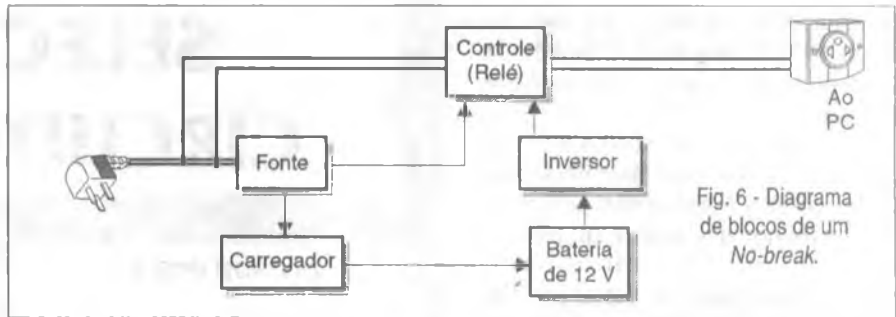 Controle
(Relé)
Ao
PC
Fonte
Inversor
Fig. 6 - Diagrama
de blocos de um
No-break.
Carregador
Bateria
de 12 V